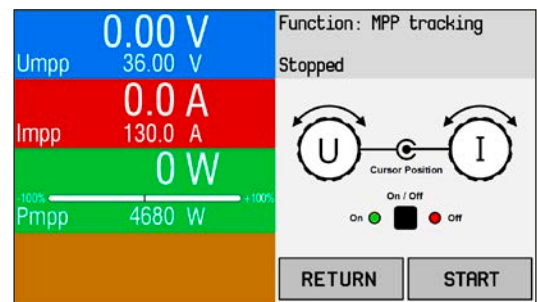 0.00 V
Umpp 36.00 V
0.0 A
Impp 130.0 A
0 W
-100% +100%
Pmpp 4680 W
Function: MPP tracking
Stopped
U I
Cursor Position
On / Off
On Off
RETURN START